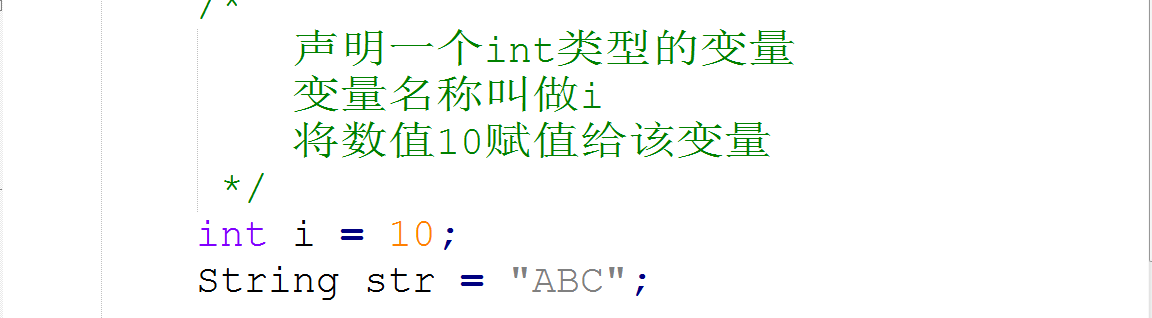 /*
声明一个int类型的变量
变量名称叫做i
将数值10赋值给该变量
*/
int i = 10;
String str = "ABC";